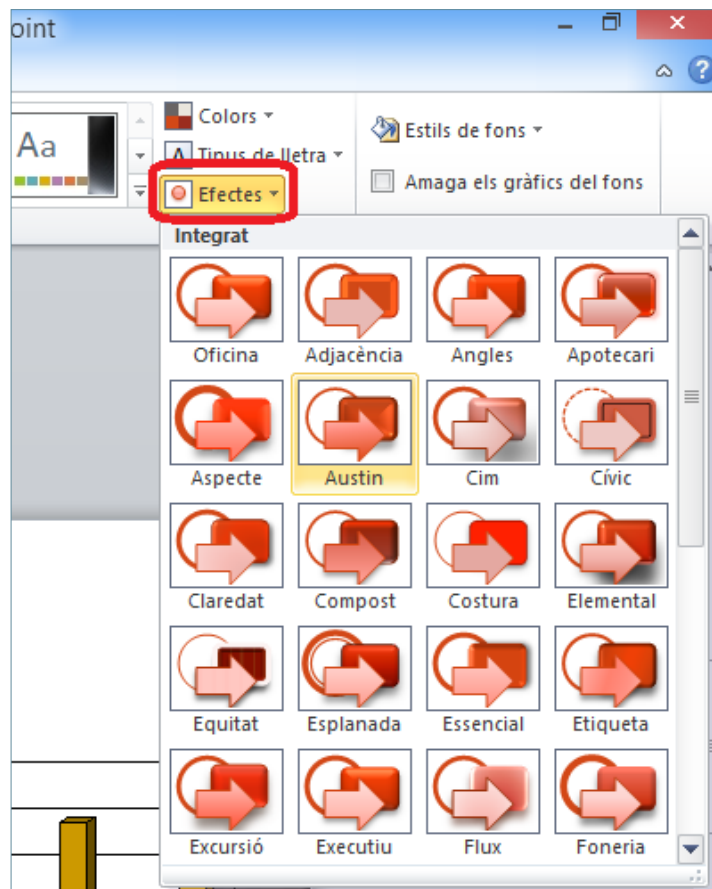 oint
Colors
Aa
Tipus de lletra
Efectes
Estils de fons
Amaga els gràfics del fons
Integrat
Oficina Adjacència Angles Apotecari
Aspecte Austin Cim Cívic
Claredat Compost Costura Elemental
Equitat Esplanada Essencial Etiqueta
Excursió Executiu Flux Foneria